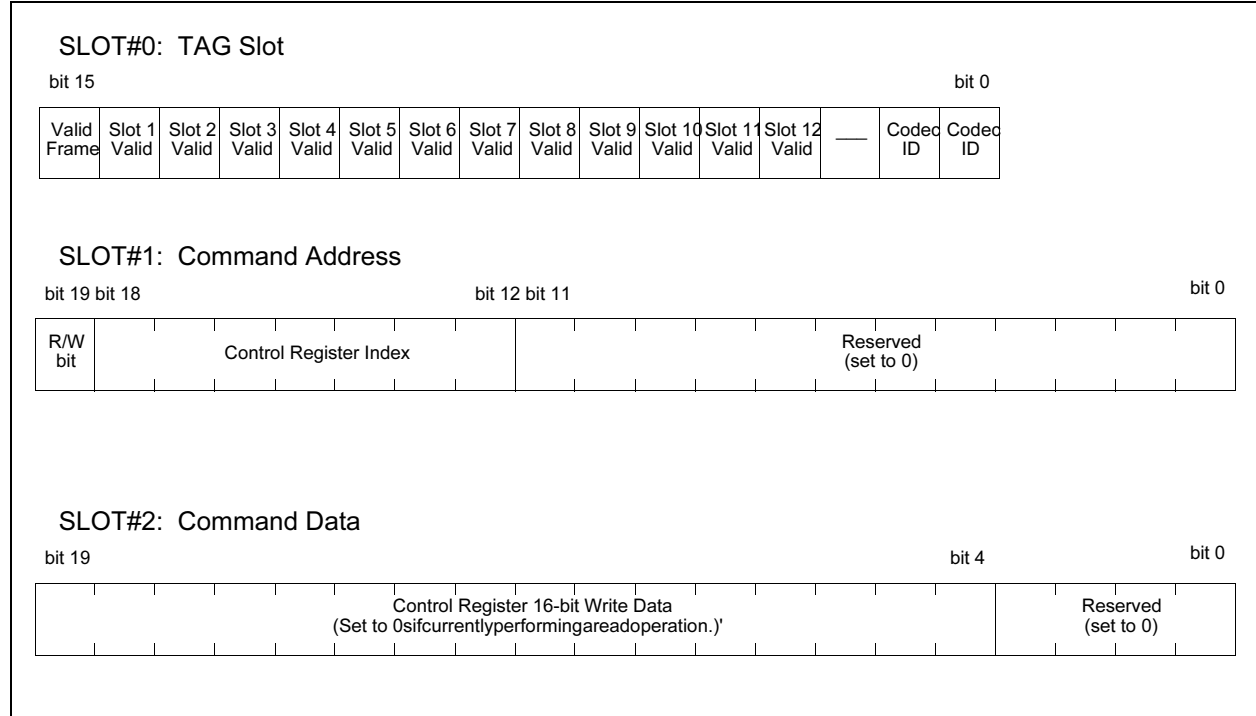 SLOT#0: TAG Slot
bit 15 bit 0
Valid Frame Slot 1 Valid Slot 2 Valid Slot 3 Valid Slot 4 Valid Slot 5 Valid Slot 6 Valid Slot 7 Valid Slot 8 Valid Slot 9 Valid Slot 10 Valid Slot 11 Valid Slot 12 Valid ___ Codec ID Codec ID
SLOT#1: Command Address
bit 19 bit 18 bit 12 bit 11 bit 0
R/W bit Control Register Index Reserved (set to 0)
SLOT#2: Command Data
bit 19 bit 4 bit 0
Control Register 16-bit Write Data Reserved
(Set to 0sifcurrentlyperformingareadoperation.)' (set to 0)